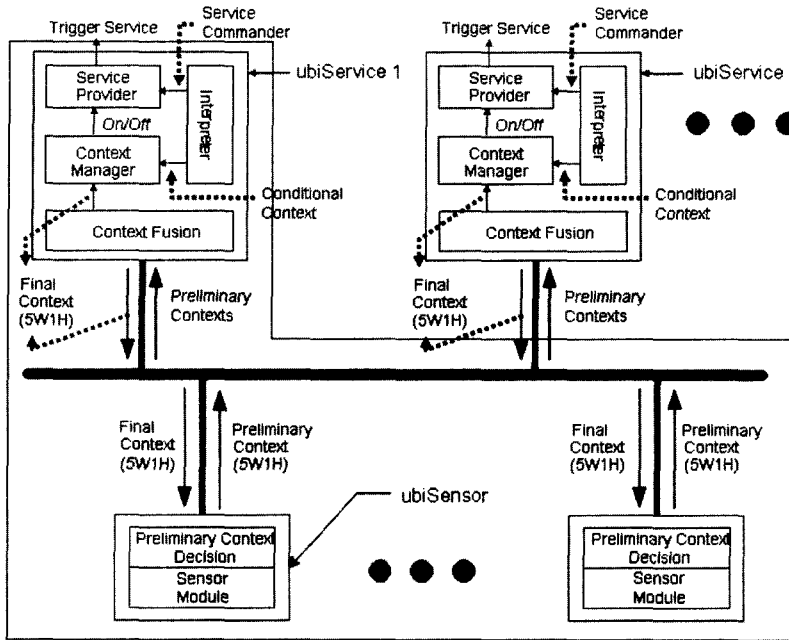 Trigger Service
Service
Commander
Service
Provider
Interpreter
ubiService 1
On/Off
Context
Manager
Conditional
Context
Context Fusion
Final
Context
(5W1H)
Preliminary
Contexts
Trigger Service
Service
Commander
Service
Provider
Interpreter
ubiService
On/Off
Context
Manager
Conditional
Context
Context Fusion
Final
Context
(5W1H)
Preliminary
Contexts
Final
Context
(5W1H)
Preliminary
Context
(5W1H)
Final
Context
(5W1H)
Preliminary
Context
(5W1H)
ubiSensor
Preliminary Context
Decision
Sensor
Module
Preliminary Context
Decision
Sensor
Module